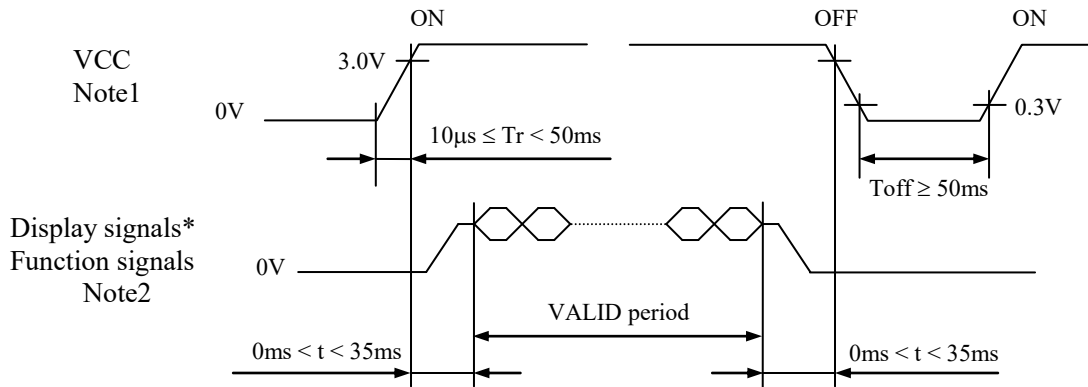 ON OFF ON
VCC
Note1
3.0V
0V
0.3V
10µs ≤ Tr < 50ms
Toff ≥ 50ms
Display signals*
Function signals
Note2
0V
VALID period
0ms < t < 35ms
0ms < t < 35ms